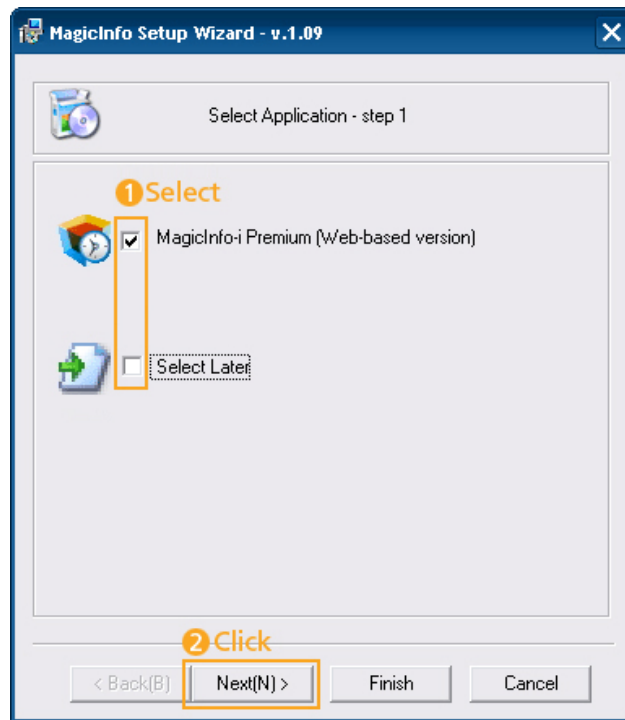 MagicInfo Setup Wizard - v.1.09
Select Application - step 1
1 Select
MagicInfo-i Premium (Web-based version)
Select Later
2 Click
< Back(B) Next(N) > Finish Cancel